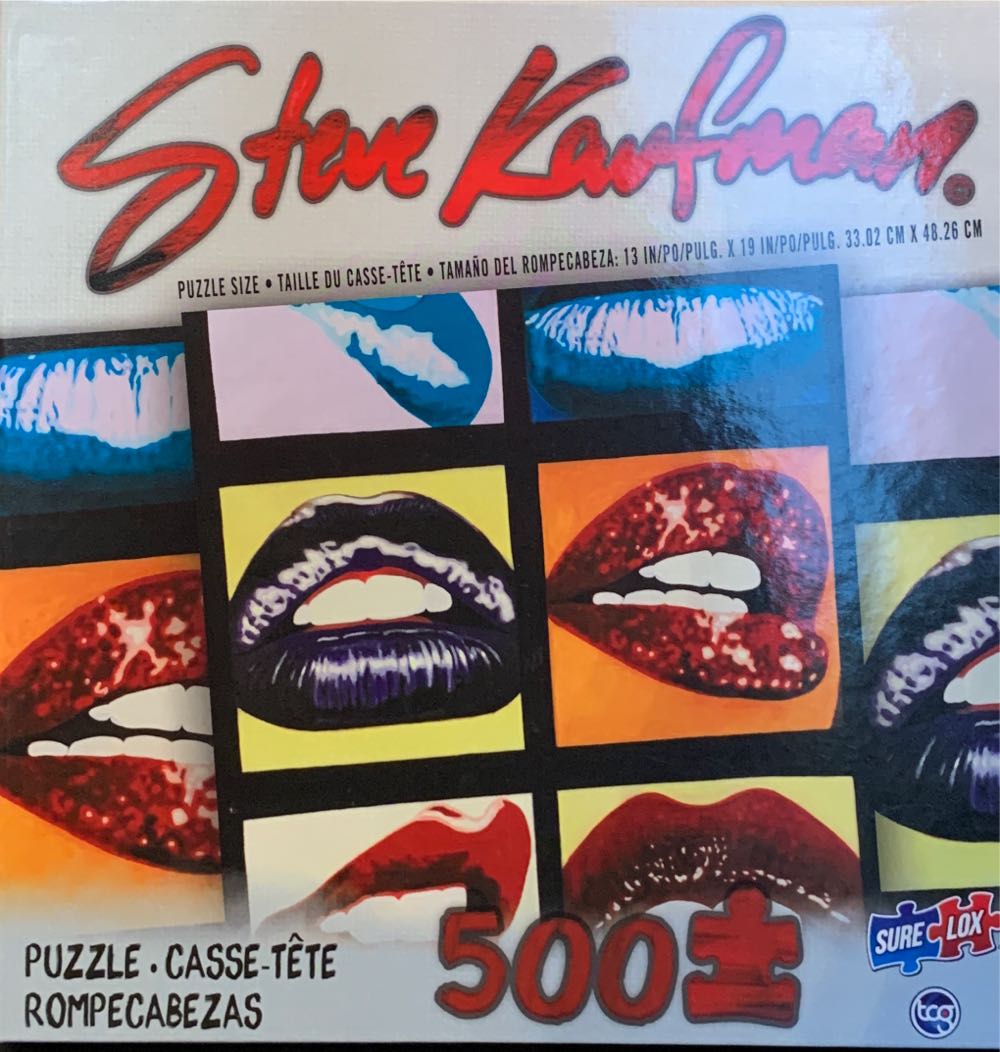 Steve Kaufman®
PUZZLE SIZE • TAILLE DU CASSE-TÊTE • TAMAÑO DEL ROMPECABEZA: 13 IN/PO/PULG. X 19 IN/PO/PULG. 33.02 CM X 48.26 CM
PUZZLE • CASSE-TÊTE
ROMPECABEZAS
500
SURE LOX
tcg